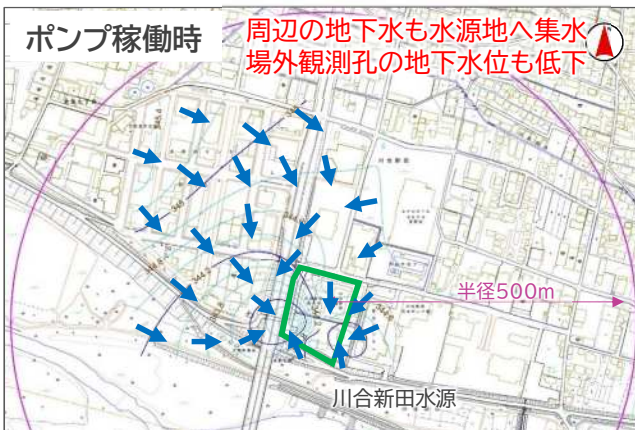 ポンプ稼働時
周辺の地下水も水源地へ集水
場外観測孔の地下水位も低下
半径500m
川合新田水源